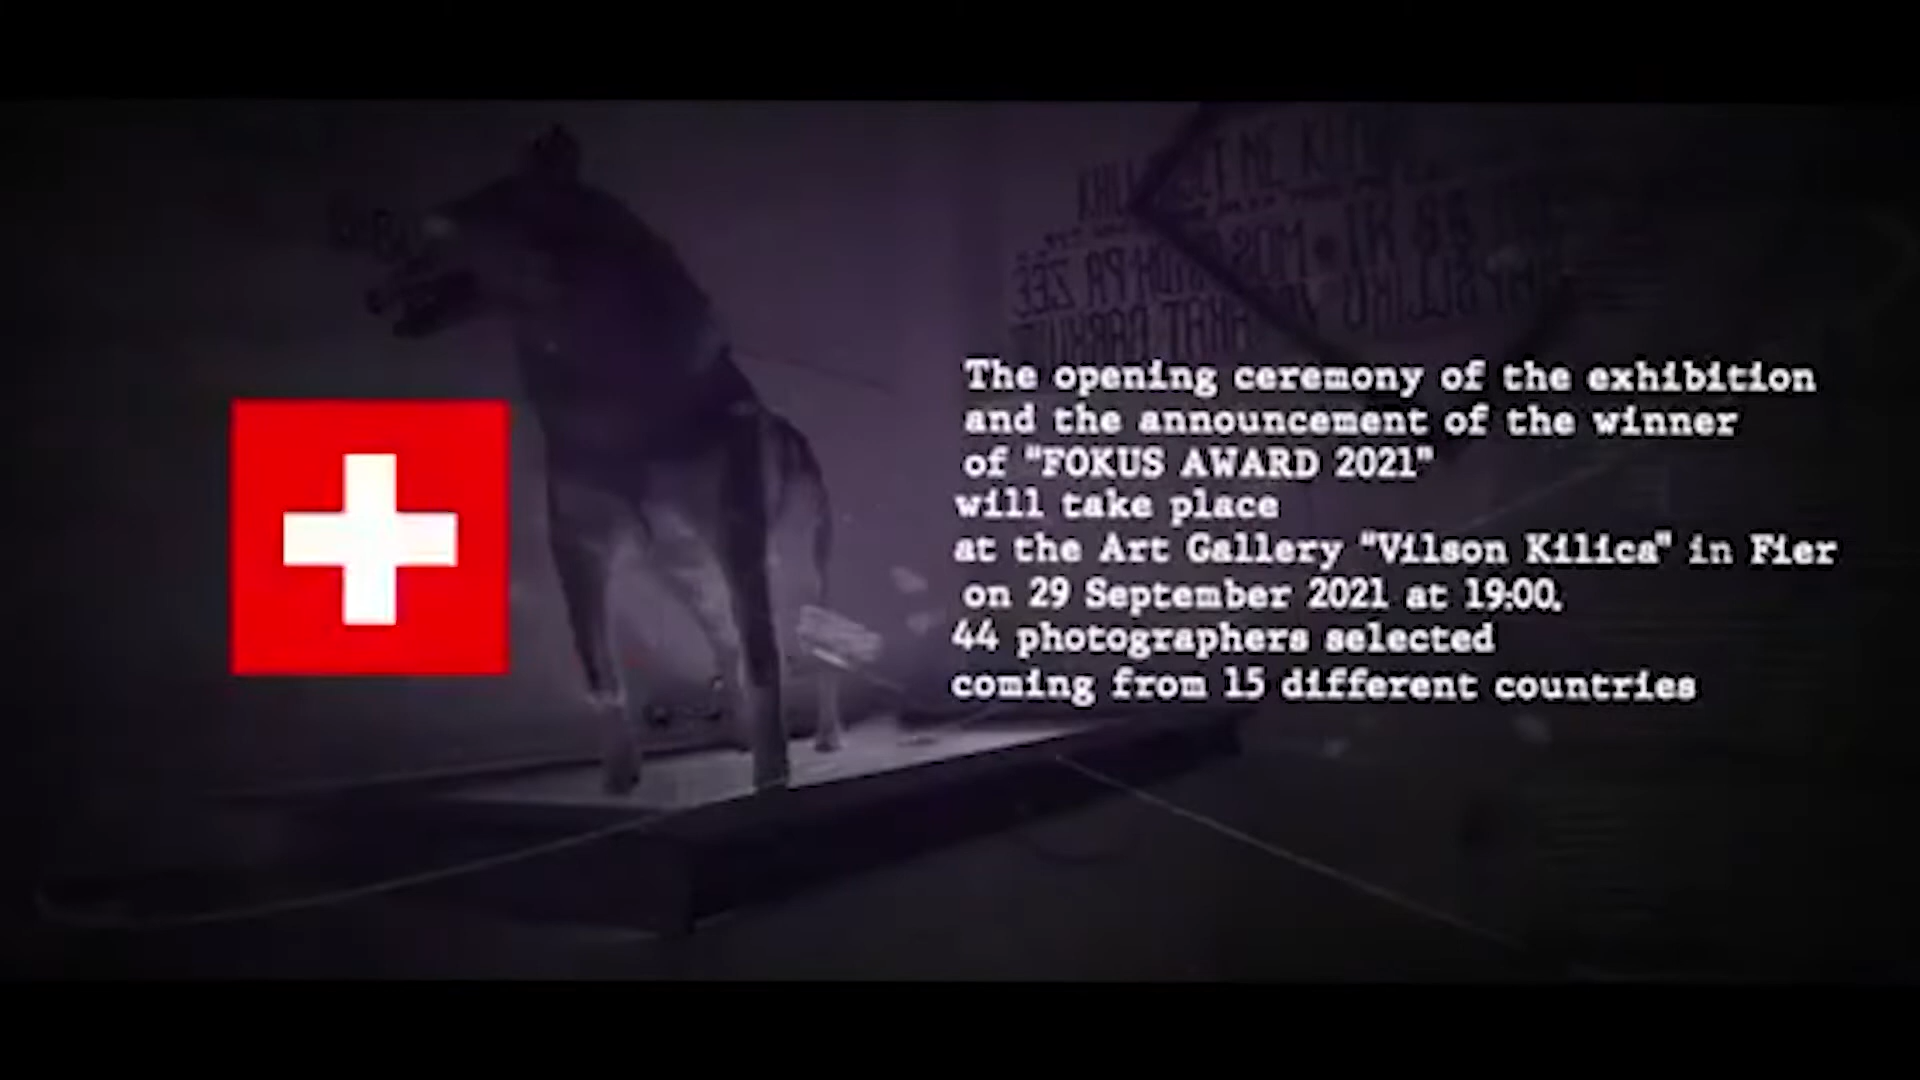 The opening ceremony of the exhibition
and the announcement of the winner
of "FOKUS AWARD 2021"
will take place
at the Art Gallery "Vilson Kilica" in Fier
on 29 September 2021 at 19:00.
44 photographers selected
coming from 15 different countries